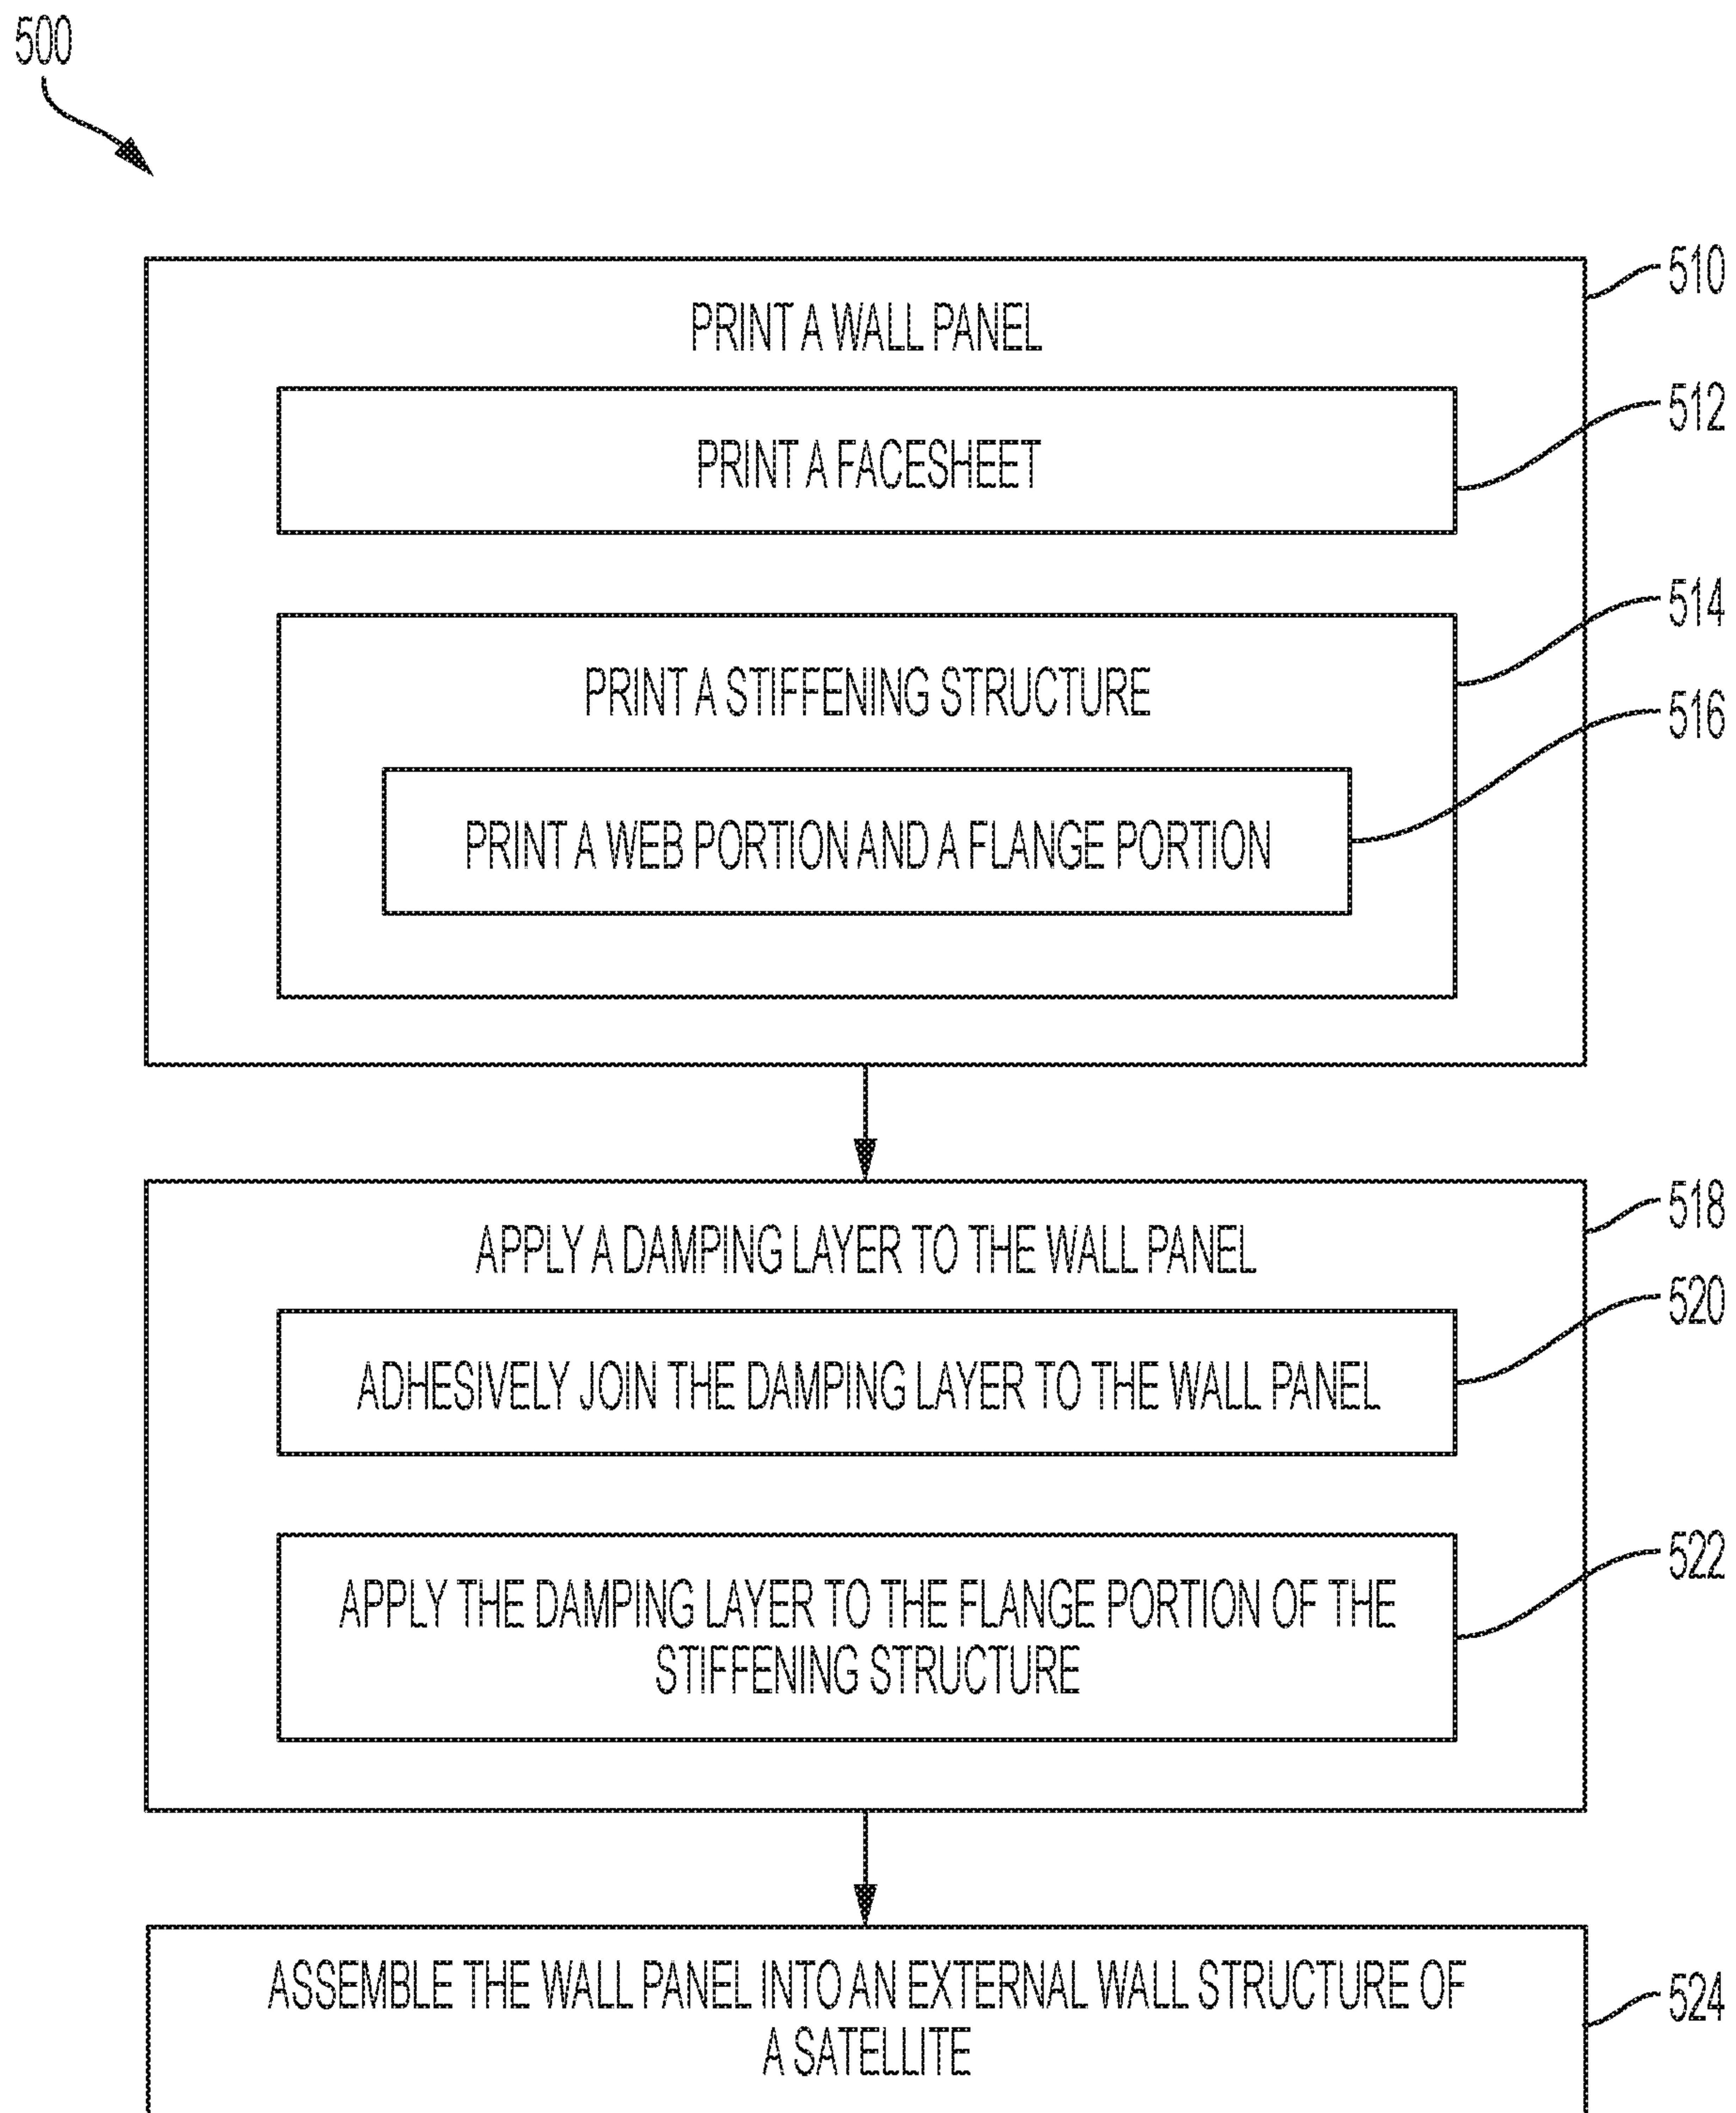 500
510
PRINT A WALL PANEL
512
PRINT A FACESHEET
514
PRINT A STIFFENING STRUCTURE
516
PRINT A WEB PORTION AND A FLANGE PORTION
518
APPLY A DAMPING LAYER TO THE WALL PANEL
520
ADHESIVELY JOIN THE DAMPING LAYER TO THE WALL PANEL
522
APPLY THE DAMPING LAYER TO THE FLANGE PORTION OF THE
STIFFENING STRUCTURE
ASSEMBLE THE WALL PANEL INTO AN EXTERNAL WALL STRUCTURE OF
524
A SATELLITE